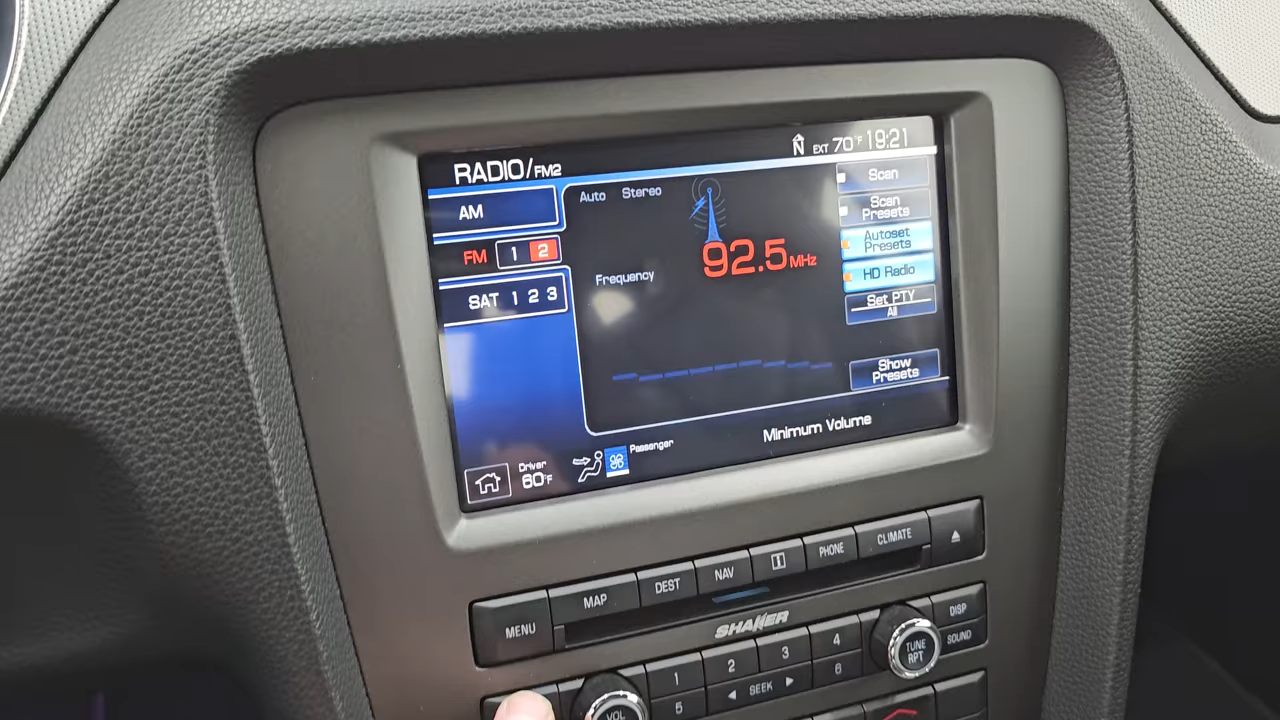 RADIO/FM2
N EXT 70°F 19:21
AM
Auto Stereo
Scan
FM 1 2
92.5 MHz
Scan
Presets
Autoset
Presets
SAT 1 2 3
Frequency
HD Radio
Set PTY
All
Show
Presets
Minimum Volume
Driver
60°F
Passenger
MENU
MAP
DEST
NAV
i
PHONE
CLIMATE
SHAKER
DISP
SOUND
1
2
3
4
TUNE
RPT
5
SEEK
6
VOL